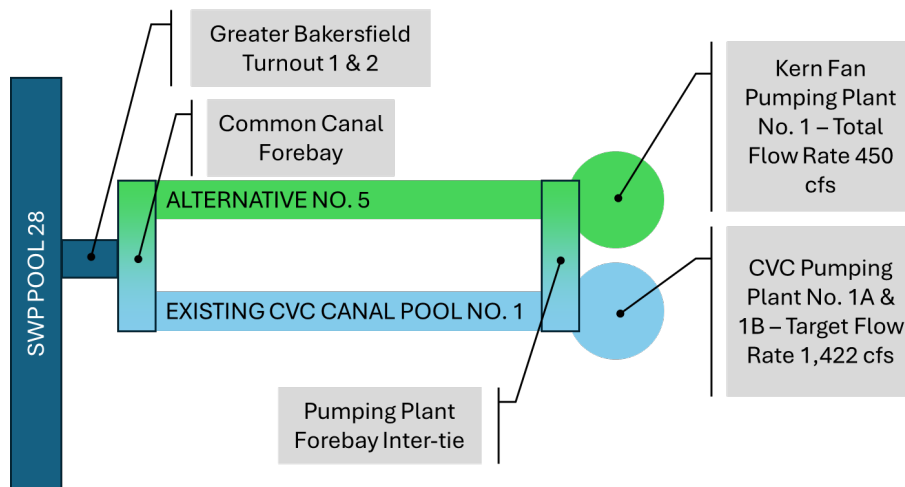 Greater Bakersfield
Turnout 1 & 2
Common Canal
Forebay
Kern Fan
Pumping Plant
No. 1 – Total
Flow Rate 450
cfs
SWP POOL 28
ALTERNATIVE NO. 5
EXISTING CVC CANAL POOL NO. 1
CVC Pumping
Plant No. 1A &
1B – Target Flow
Rate 1,422 cfs
Pumping Plant
Forebay Inter-tie